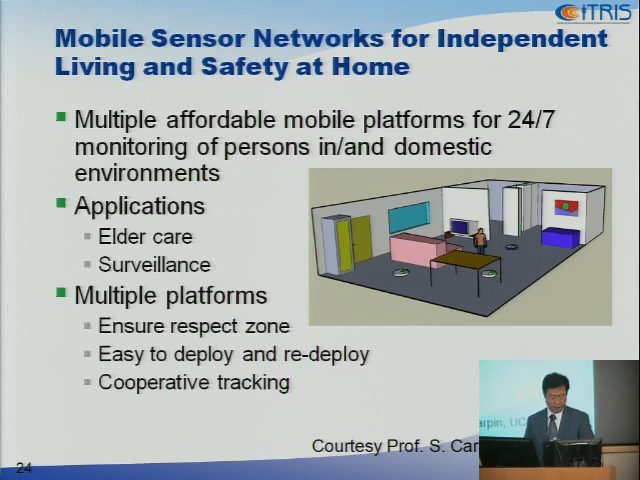 CITRIS
Mobile Sensor Networks for Independent
Living and Safety at Home
Multiple affordable mobile platforms for 24/7
monitoring of persons in/and domestic
environments
Applications
Elder care
Surveillance
Multiple platforms
Ensure respect zone
Easy to deploy and re-deploy
Cooperative tracking
Courtesy Prof. S. Car
arpin, UC
24